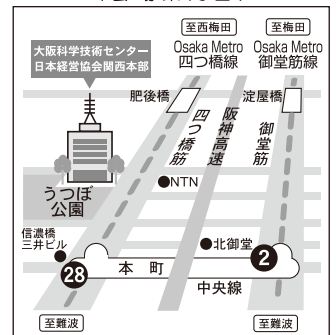 至西梅田
至梅田
Osaka Metro
四つ橋線
Osaka Metro
御堂筋線
大阪科学技術センター
日本経営協会関西本部
肥後橋
淀屋橋
四つ橋筋
阪神高速
御堂筋
うつぼ
公園
●NTN
信濃橋
三井ビル
●北御堂
28
本町
2
中央線
至難波
至難波